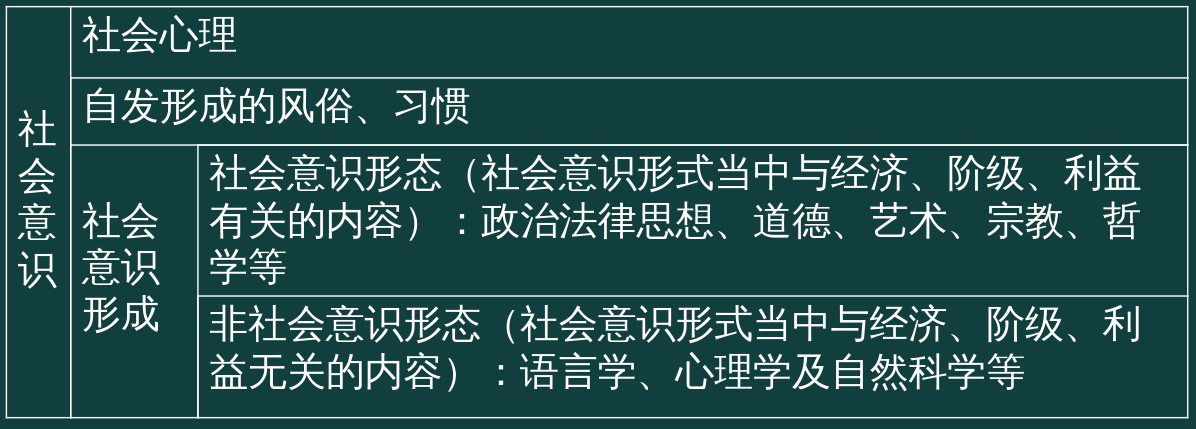 社会意识
社会心理
自发形成的风俗、习惯
社会
意识
形成
社会意识形态（社会意识形式当中与经济、阶级、利益
有关的内容）：政治法律思想、道德、艺术、宗教、哲
学等
非社会意识形态（社会意识形式当中与经济、阶级、利
益无关的内容）：语言学、心理学及自然科学等